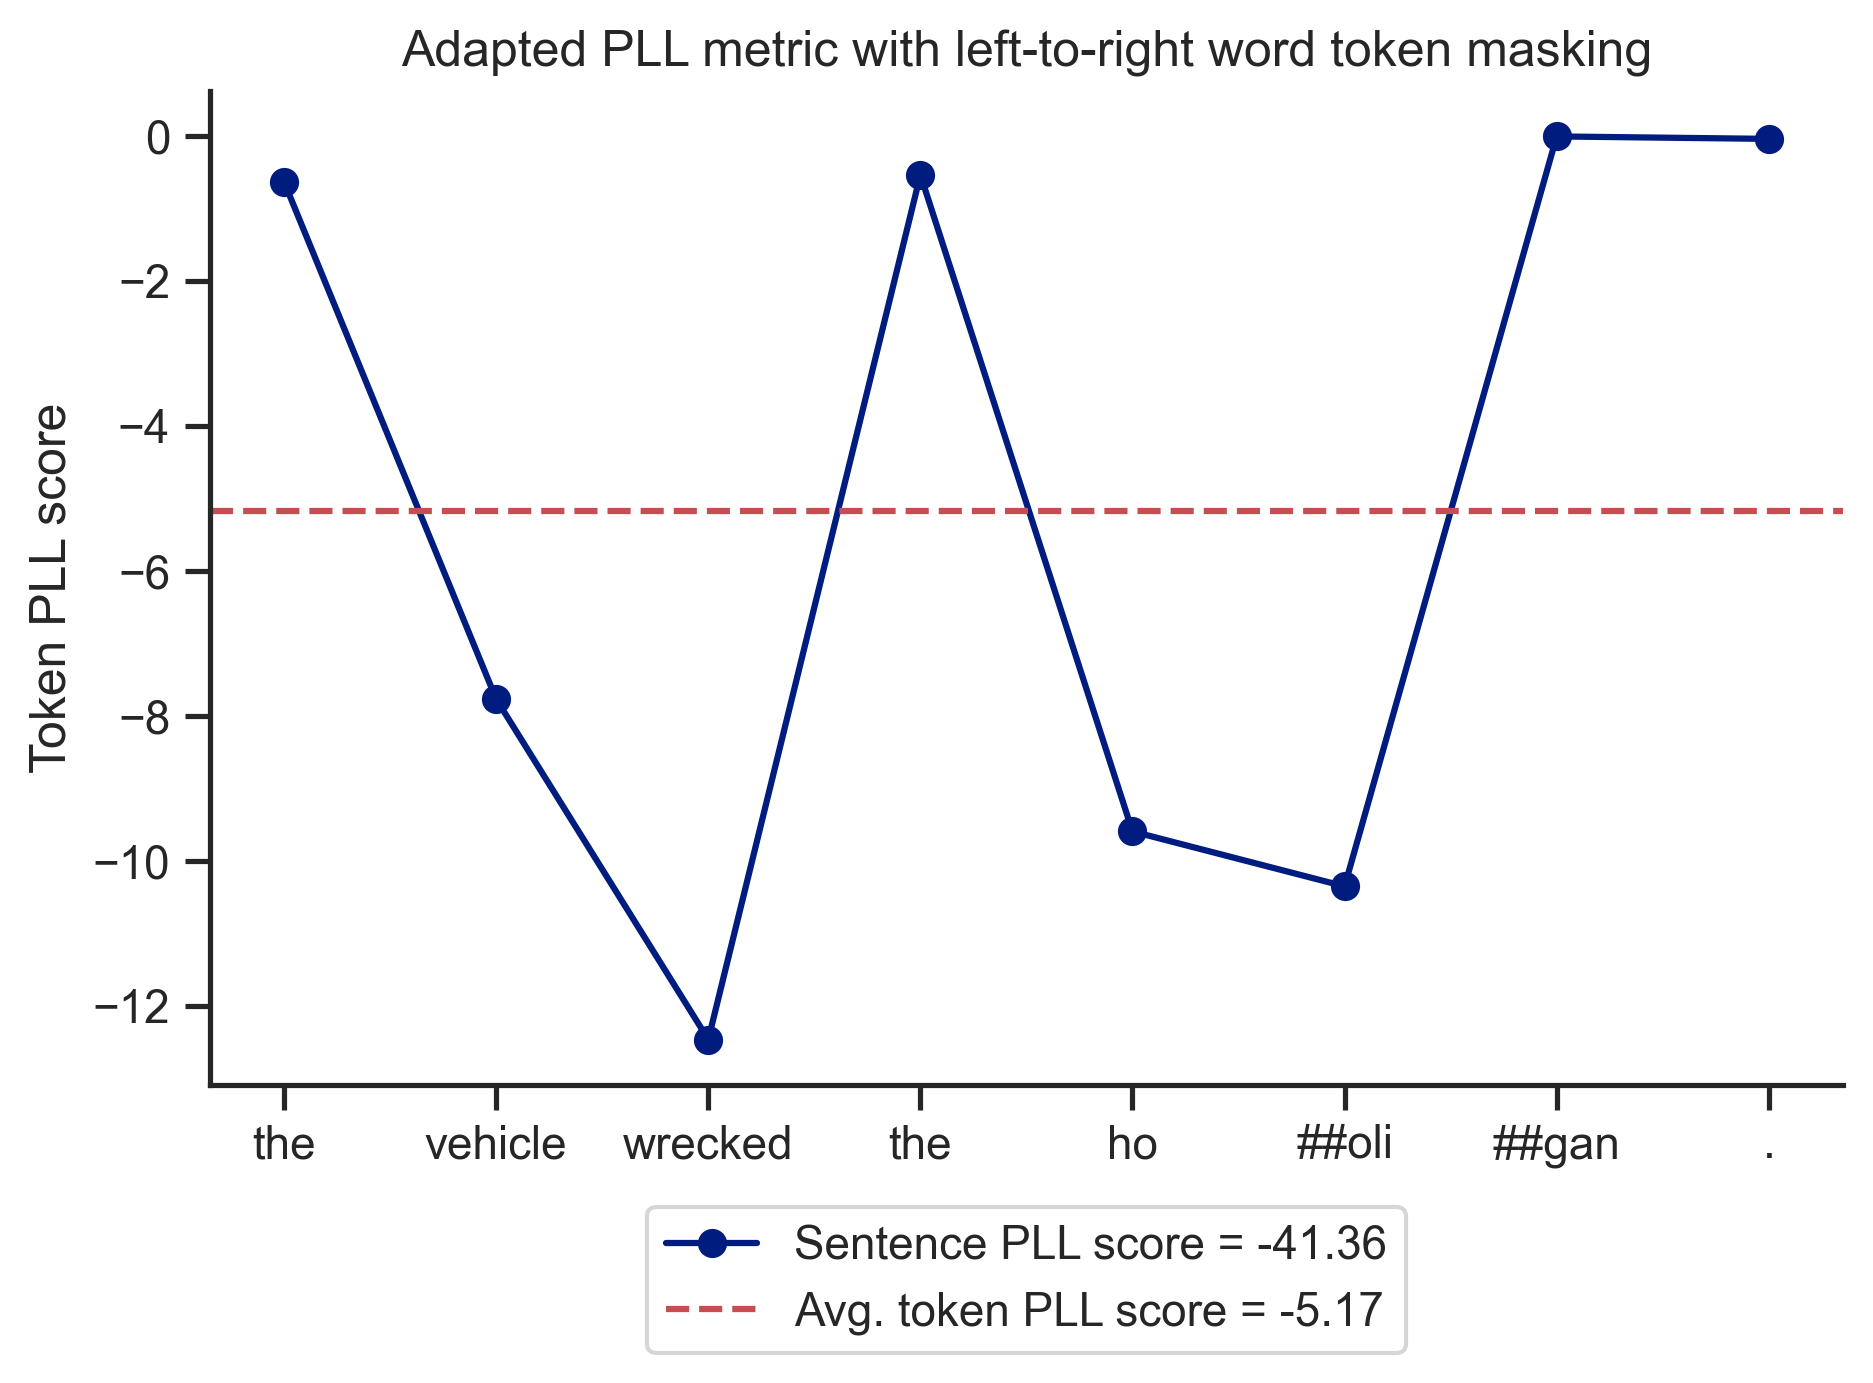 Adapted PLL metric with left-to-right word token masking
Token PLL score
0
−2
−4
−6
−8
−10
−12
the vehicle wrecked the ho ##oli ##gan .
Sentence PLL score = -41.36
Avg. token PLL score = -5.17